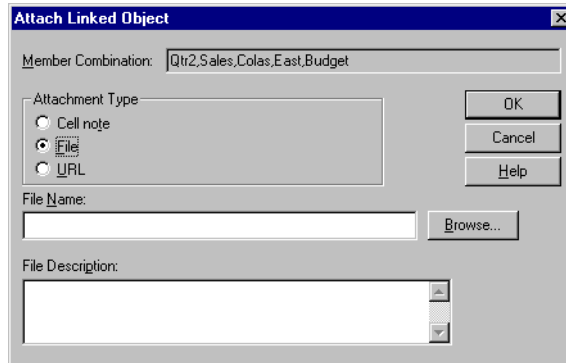 Attach Linked Object
Member Combination: Qtr2,Sales,Colas,East,Budget
Attachment Type
Cell note
File
URL
OK
Cancel
Help
File Name:
Browse...
File Description: